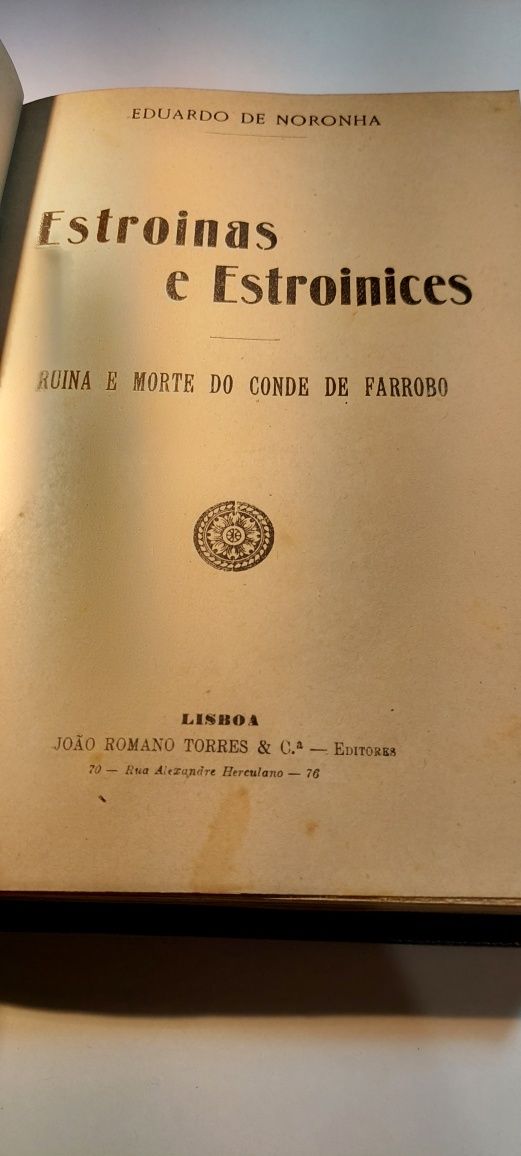 EDUARDO DE NORONHA
Estroinas
e Estroinices
RUINA E MORTE DO CONDE DE FARROBO
LISBOA
JOÃO ROMANO TORRES & C.ª — EDITORES
70 — Rua Alexandre Herculano — 76